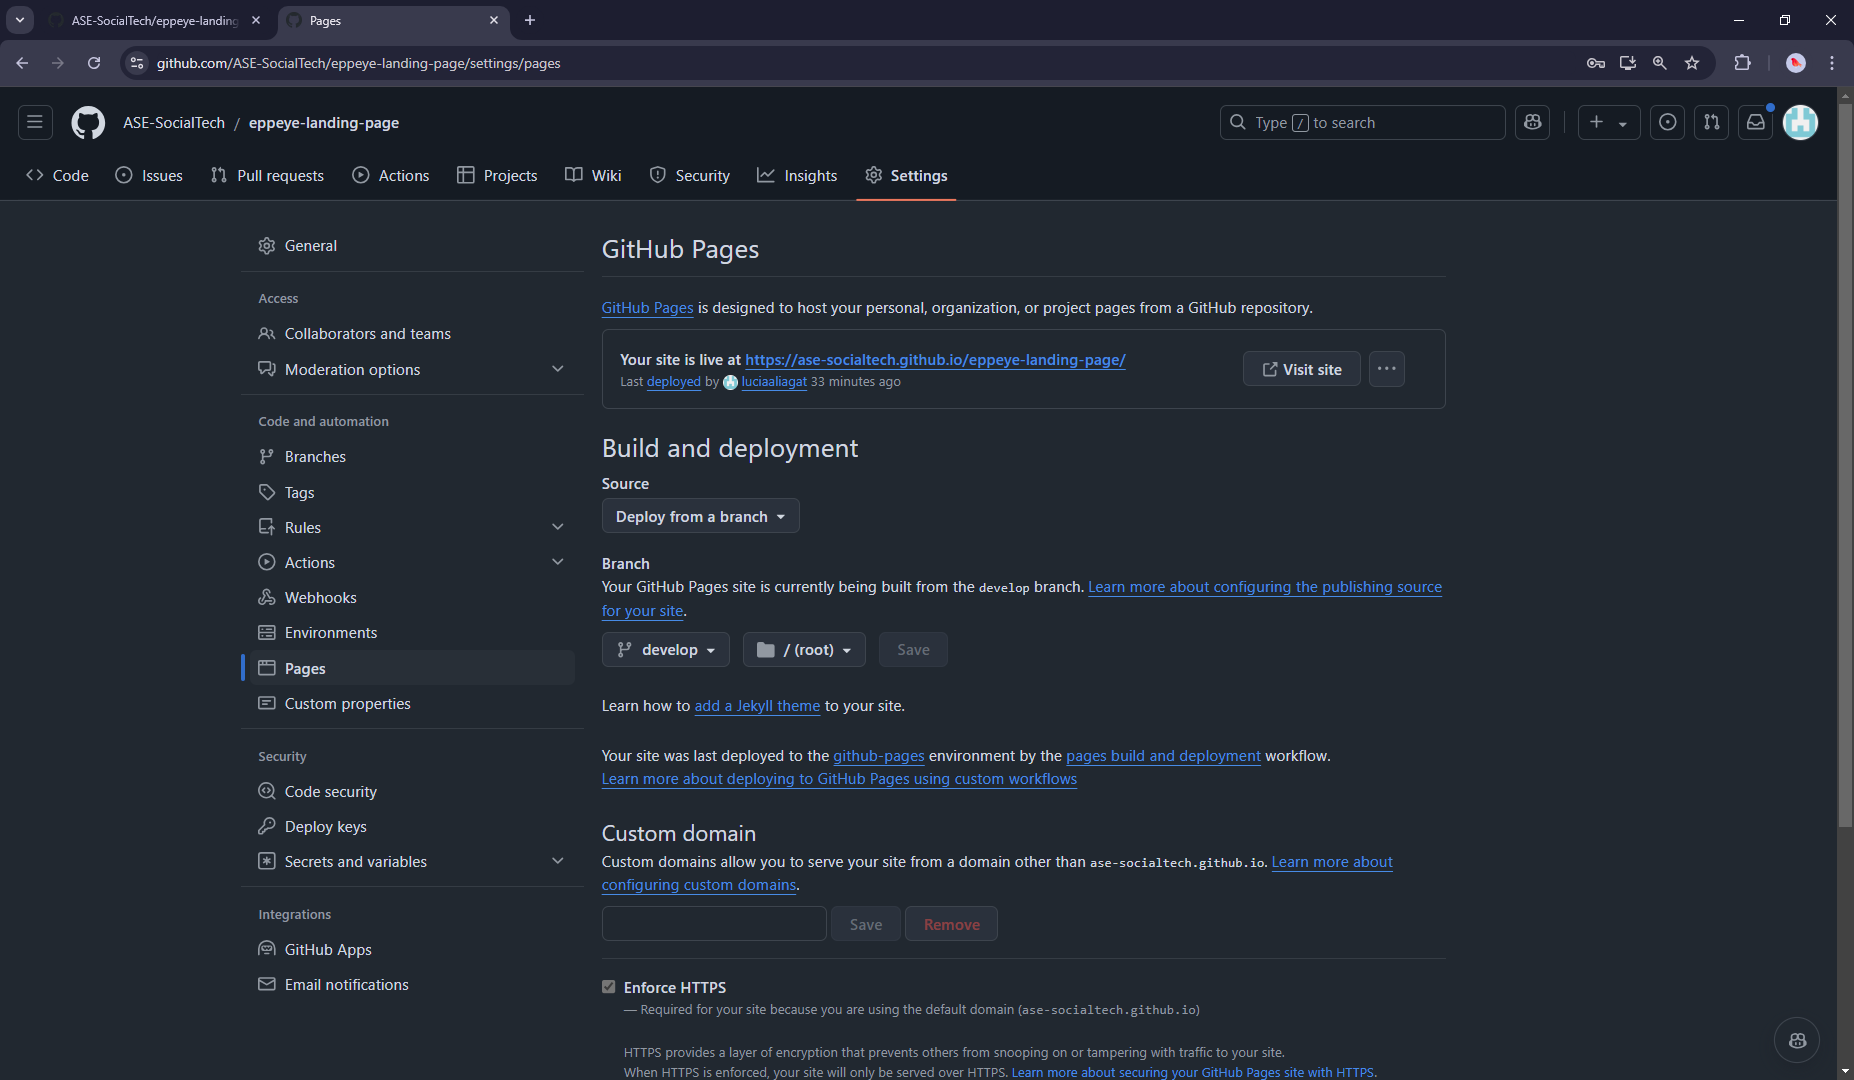 ASE-SocialTech/eppeye-landing
Pages
github.com/ASE-SocialTech/eppeye-landing-page/settings/pages
ASE-SocialTech / eppeye-landing-page
Type / to search
Code
Issues
Pull requests
Actions
Projects
Wiki
Security
Insights
Settings
General
Access
Collaborators and teams
Moderation options
Code and automation
Branches
Tags
Rules
Actions
Webhooks
Environments
Pages
Custom properties
Security
Code security
Deploy keys
Secrets and variables
Integrations
GitHub Apps
Email notifications
GitHub Pages
GitHub Pages is designed to host your personal, organization, or project pages from a GitHub repository.
Your site is live at https://ase-socialtech.github.io/eppeye-landing-page/
Last deployed by luciaaliagat 33 minutes ago
Visit site
Build and deployment
Source
Deploy from a branch
Branch
Your GitHub Pages site is currently being built from the develop branch. Learn more about configuring the publishing source
for your site.
develop
/ (root)
Save
Learn how to add a Jekyll theme to your site.
Your site was last deployed to the github-pages environment by the pages build and deployment workflow.
Learn more about deploying to GitHub Pages using custom workflows
Custom domain
Custom domains allow you to serve your site from a domain other than ase-socialtech.github.io. Learn more about
configuring custom domains.
Save
Remove
Enforce HTTPS
— Required for your site because you are using the default domain (ase-socialtech.github.io)
HTTPS provides a layer of encryption that prevents others from snooping on or tampering with traffic to your site.
When HTTPS is enforced, your site will only be served over HTTPS. Learn more about securing your GitHub Pages site with HTTPS.